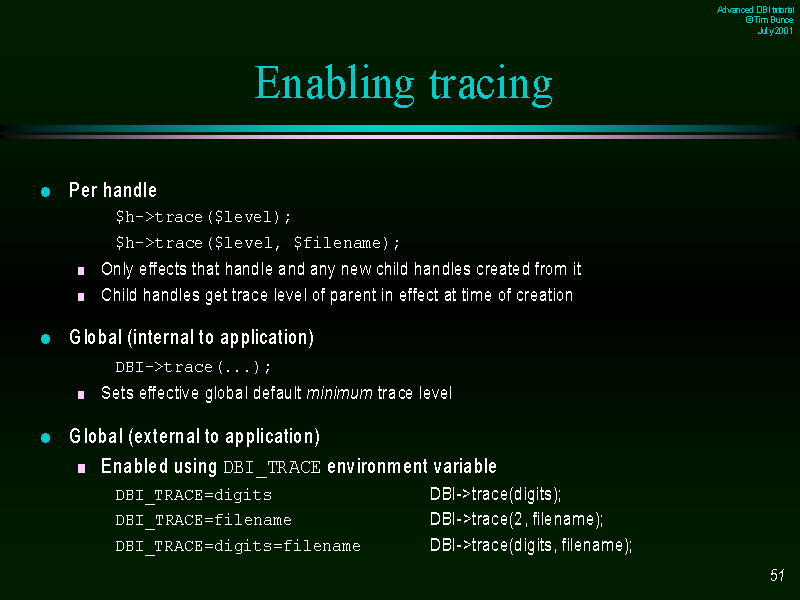 Advanced DBI tutorial
© Tim Bunce
July 2001
Enabling tracing
Per handle
$h->trace($level);
$h->trace($level, $filename);
Only effects that handle and any new child handles created from it
Child handles get trace level of parent in effect at time of creation
Global (internal to application)
DBI->trace(...);
Sets effective global default minimum trace level
Global (external to application)
Enabled using DBI_TRACE environment variable
DBI_TRACE=digits DBI->trace(digits);
DBI_TRACE=filename DBI->trace(2, filename);
DBI_TRACE=digits=filename DBI->trace(digits, filename);
51